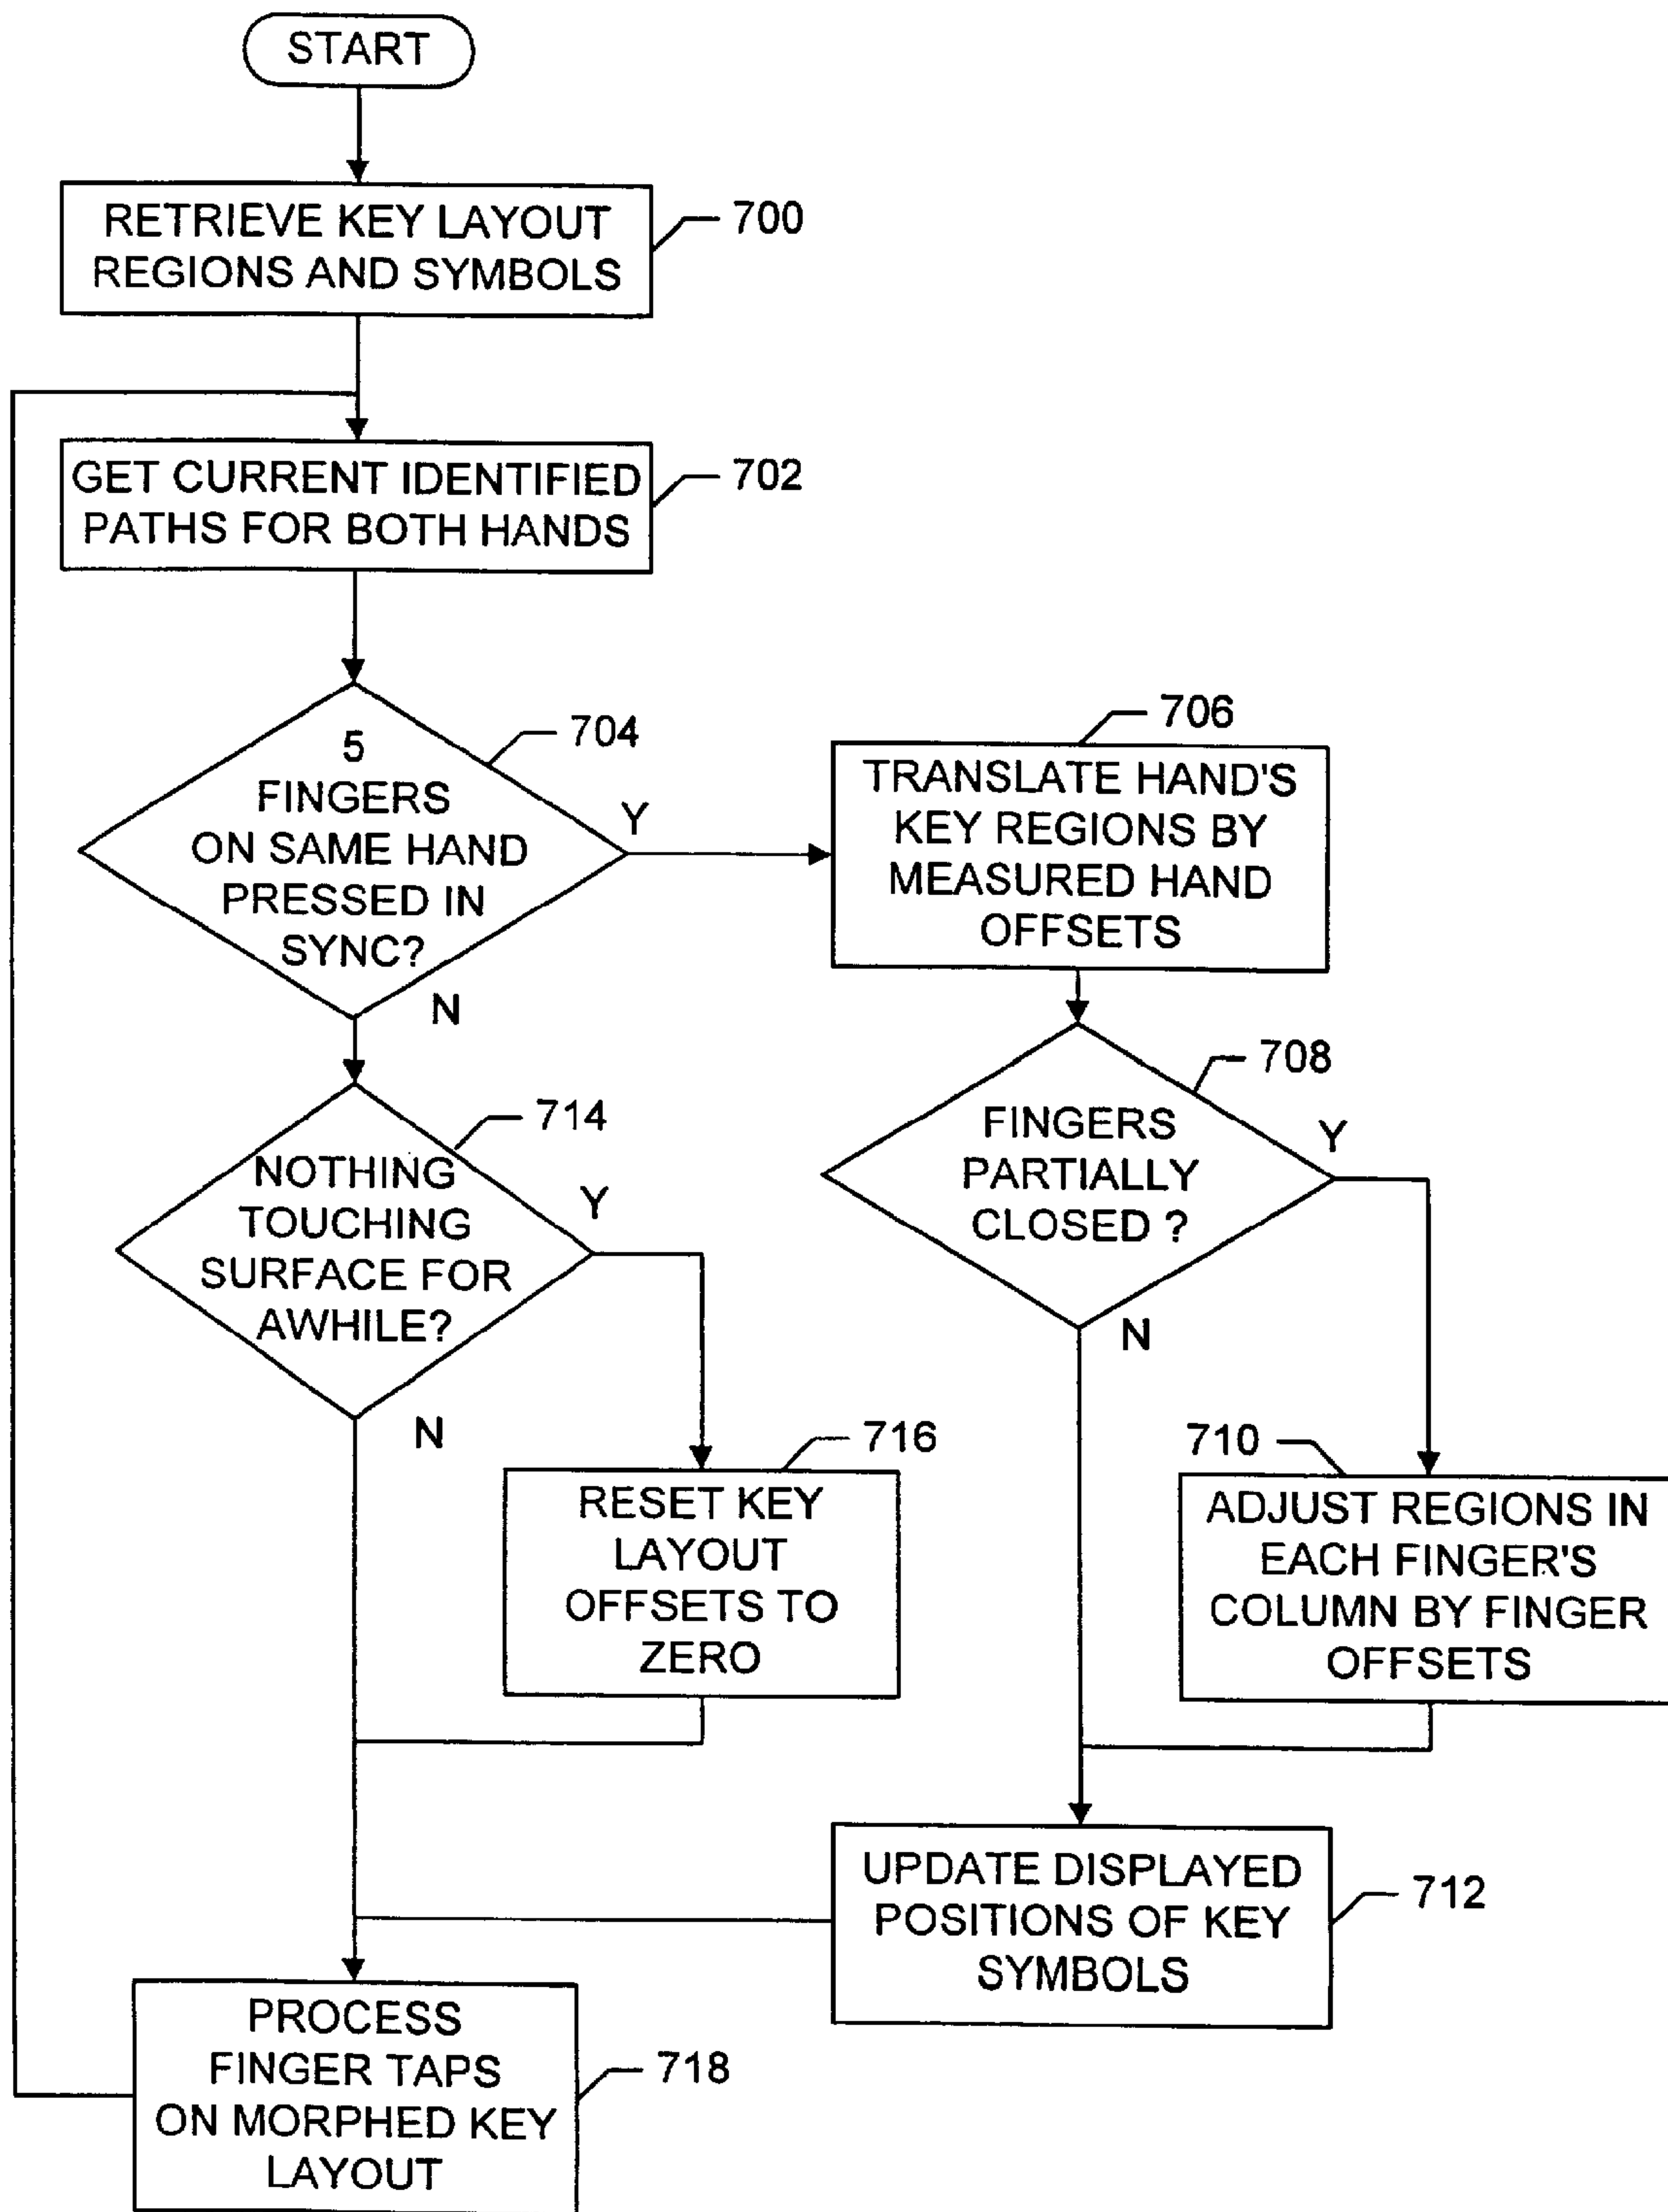 START
RETRIEVE KEY LAYOUT
REGIONS AND SYMBOLS
700
GET CURRENT IDENTIFIED
PATHS FOR BOTH HANDS
702
5
FINGERS
ON SAME HAND
PRESSED IN
SYNC?
704
Y
N
706
TRANSLATE HAND'S
KEY REGIONS BY
MEASURED HAND
OFFSETS
708
FINGERS
PARTIALLY
CLOSED ?
Y
N
714
NOTHING
TOUCHING
SURFACE FOR
AWHILE?
Y
N
716
RESET KEY
LAYOUT
OFFSETS TO
ZERO
710
ADJUST REGIONS IN
EACH FINGER'S
COLUMN BY FINGER
OFFSETS
UPDATE DISPLAYED
POSITIONS OF KEY
SYMBOLS
712
PROCESS
FINGER TAPS
ON MORPHED KEY
LAYOUT
718